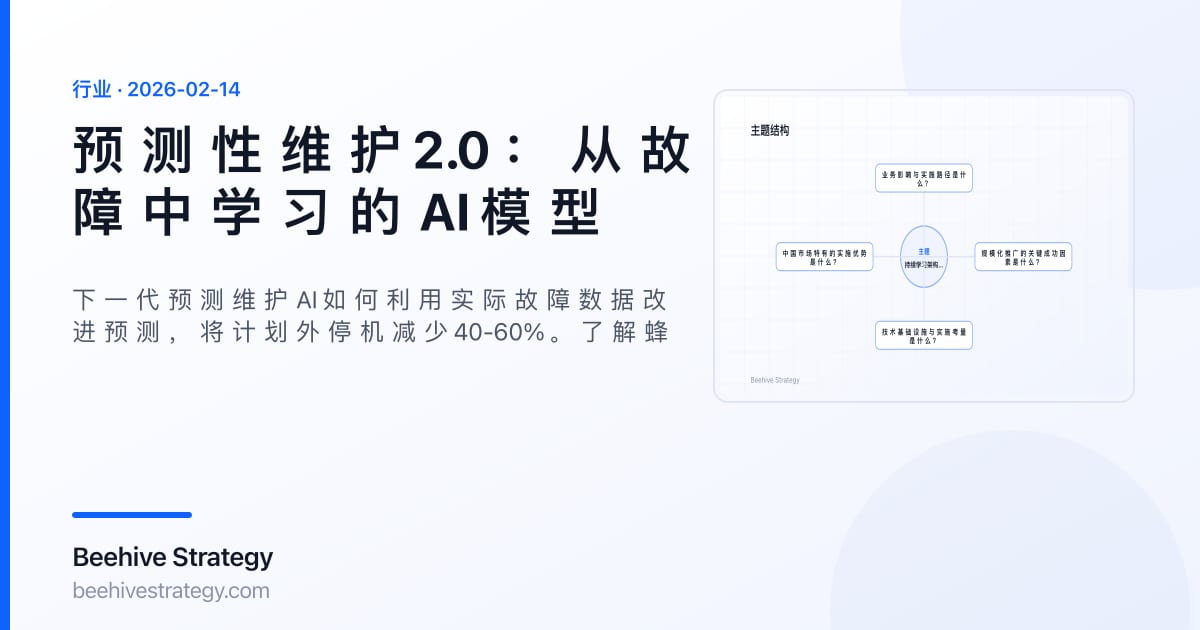 行业 · 2026-02-14
预测性维护2.0：从故
障中学习的AI模型
下一代预测维护AI如何利用实际故障数据改
进预测，将计划外停机减少40-60%。了解蜂
主题结构
业务影响与实施路径是什
么？
中国市场特有的实施优势
是什么？
主题
持续学习架构...
规模化推广的关键成功因
素是什么？
技术基础设施与实施考量
是什么？
Beehive Strategy
Beehive Strategy
beehivestrategy.com